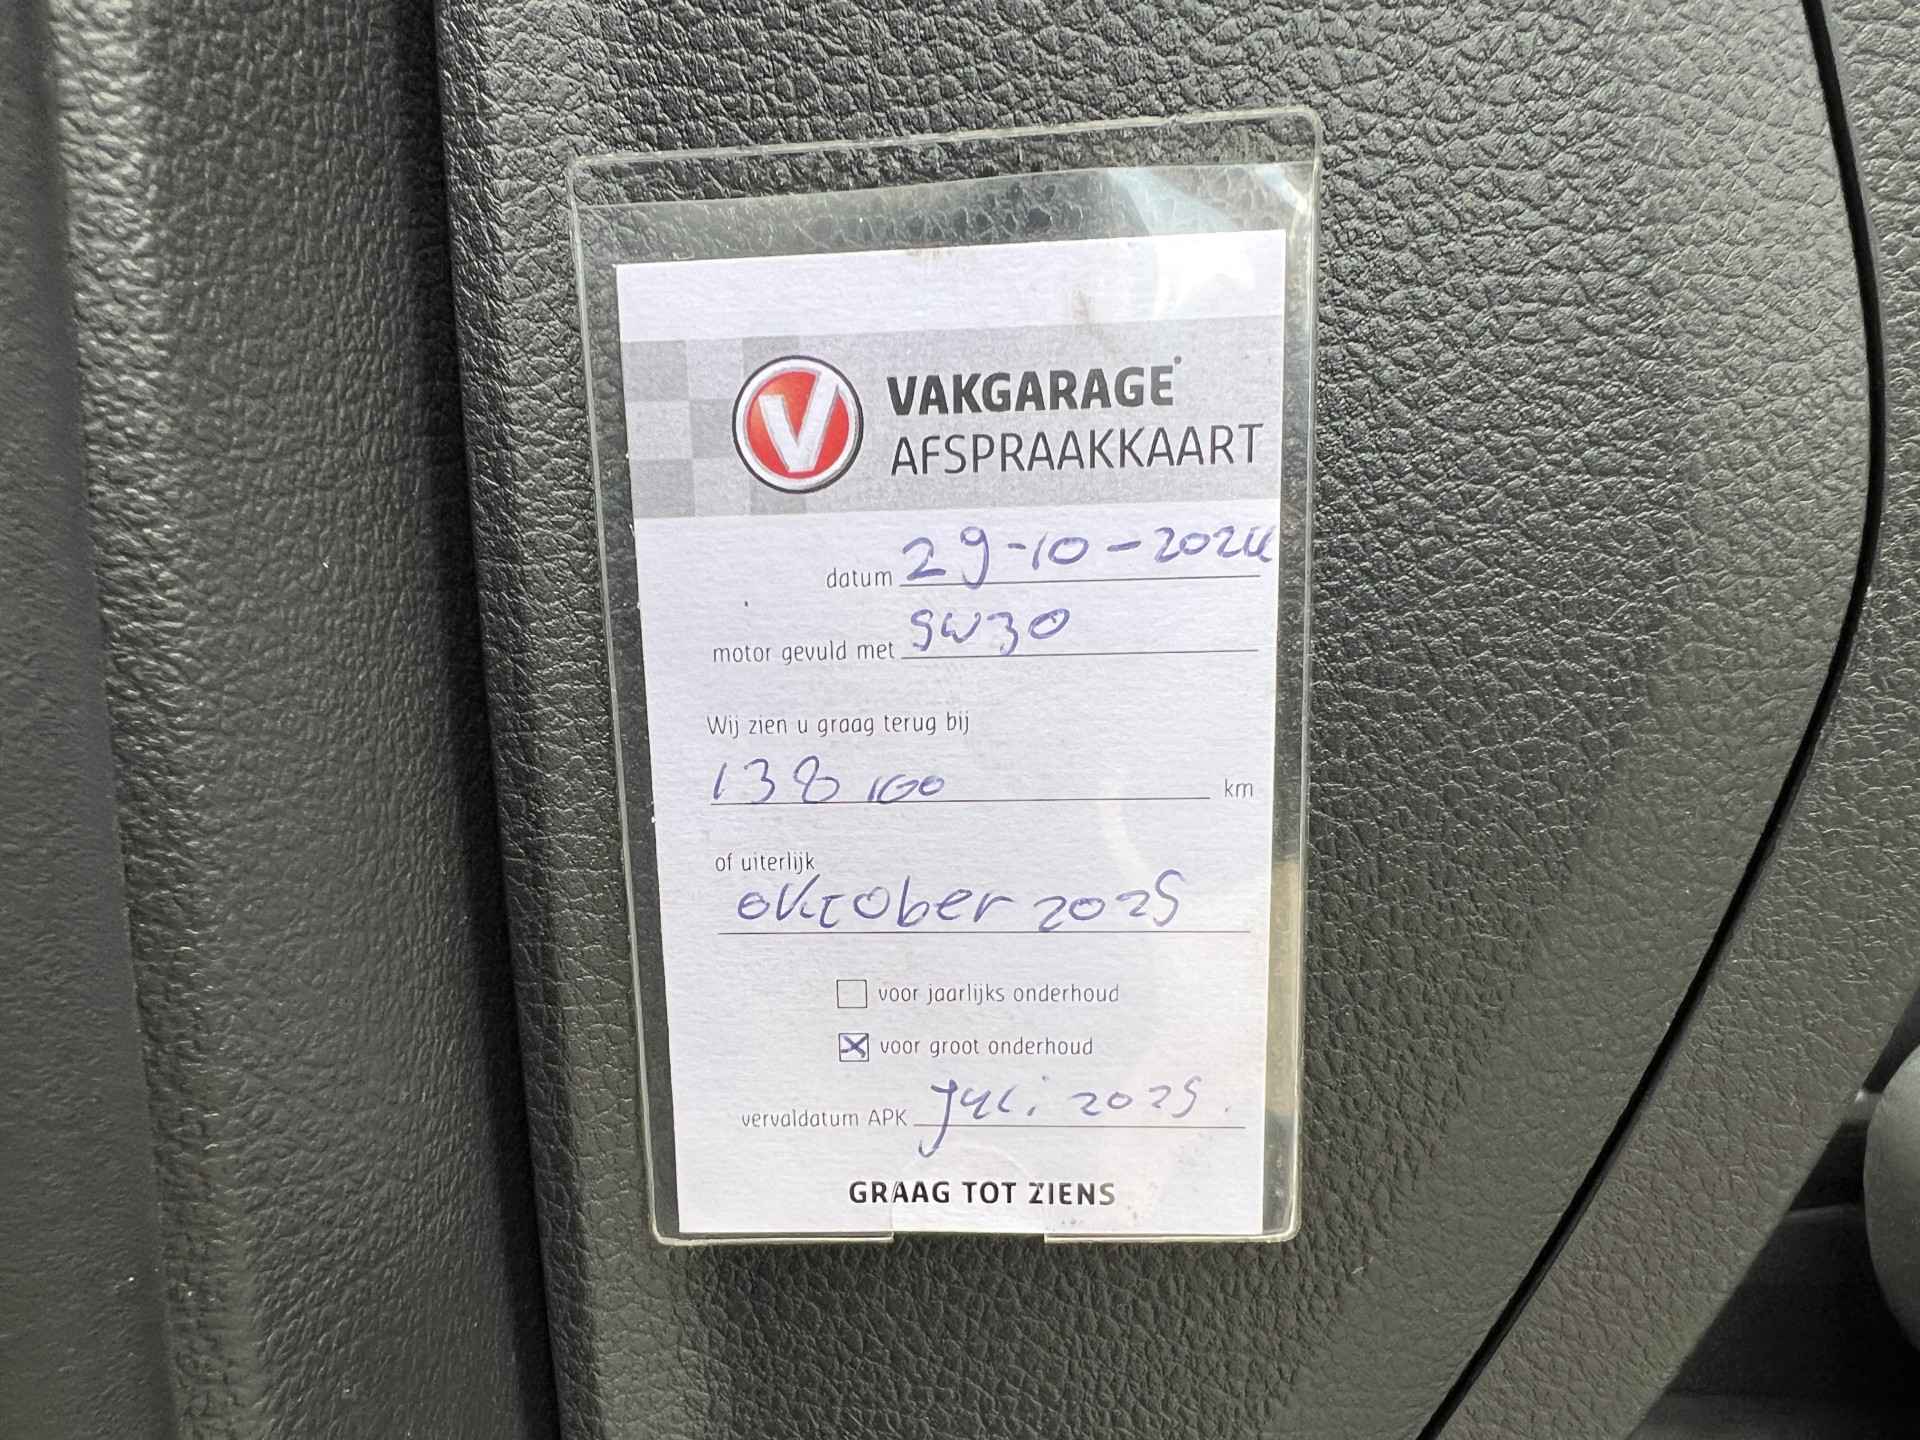 V
VAKGARAGE
AFSPRAAKKAART
datum 29-10-2024
motor gevuld met 5W30
Wij zien u graag terug bij
138100 km
of uiterlijk
oktober 2025
voor jaarlijks onderhoud
voor groot onderhoud
vervaldatum APK Juli 2025
GRAAG TOT ZIENS